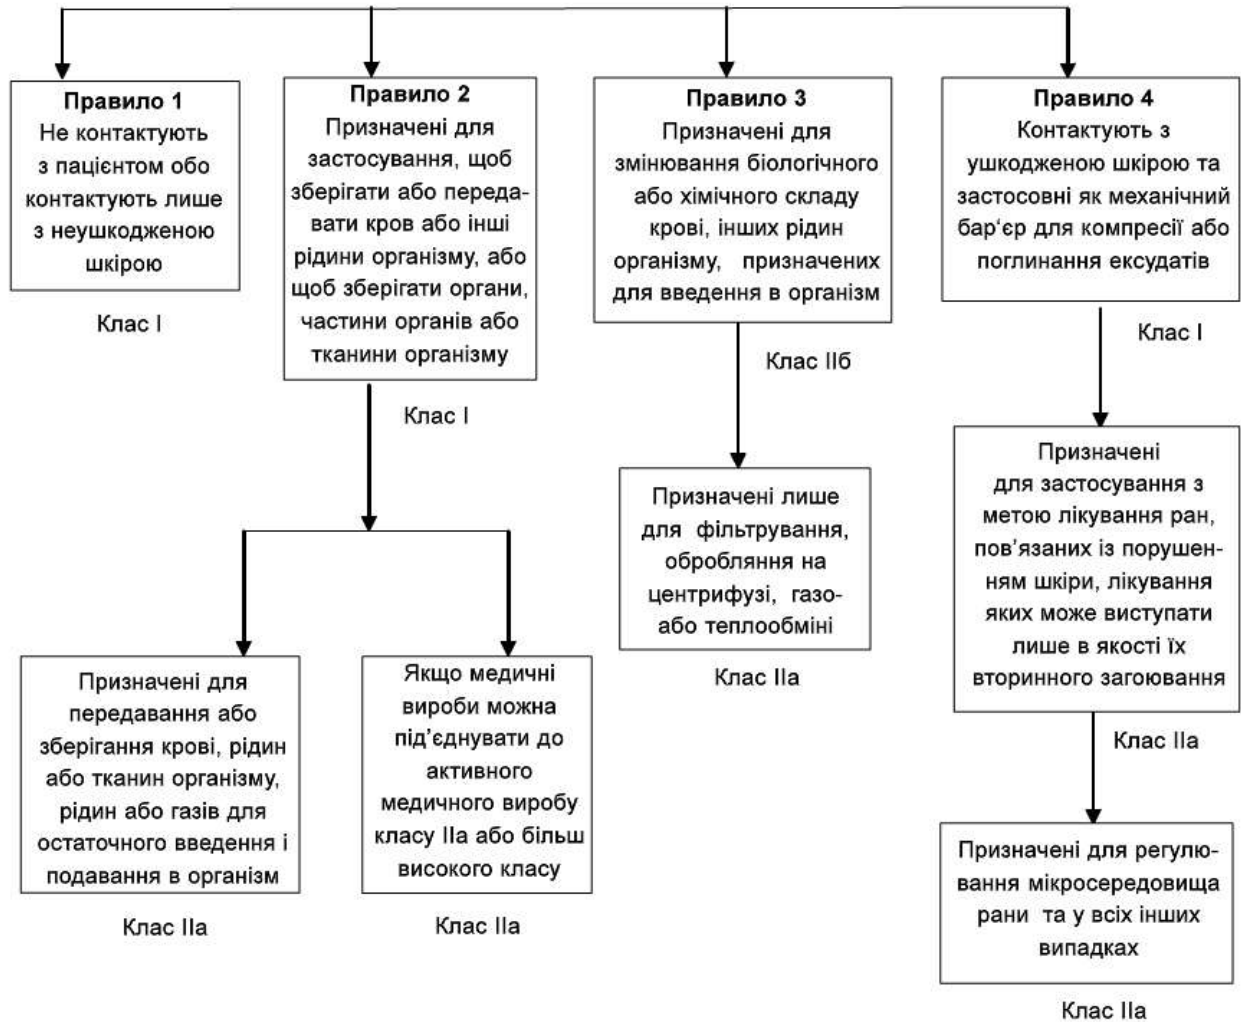 Правило 1
Не контактують
з пацієнтом обо
контактують лише
з неушкодженою
шкірою
Клас I
Правило 2
Призначені для
застосування, щоб
зберігати або переда-
вати кров або інші
рідини організму, або
щоб зберігати органи,
частини органів або
тканини організму
Клас I
Призначені для
передавання або
зберігання крові, рідин
або тканин організму,
рідин або газів для
остаточного введення і
подавання в організм
Клас IIа
Якщо медичні
вироби можна
під'єднувати до
активного
медичного виробу
класу IIа або більш
високого класу
Клас IIа
Правило 3
Призначені для
змінювання біологічного
або хімічного складу
крові, інших рідин
організму, призначених
для введення в організм
Клас IIб
Призначені лише
для фільтрування,
обробляння на
центрифузі, газо-
або теплообміні
Клас IIа
Правило 4
Контактують з
ушкодженою шкірою та
застосовні як механічний
бар‘єр для компресії або
поглинання ексудатів
Клас I
Призначені
для застосування з
метою лікування ран,
пов’язаних із порушен-
ням шкіри, лікування
яких може виступати
лише в якості їх
вторинного загоювання
Клас IIа
Призначені для регулю-
вання мікросередовища
рани та у всіх інших
випадках
Клас IIа